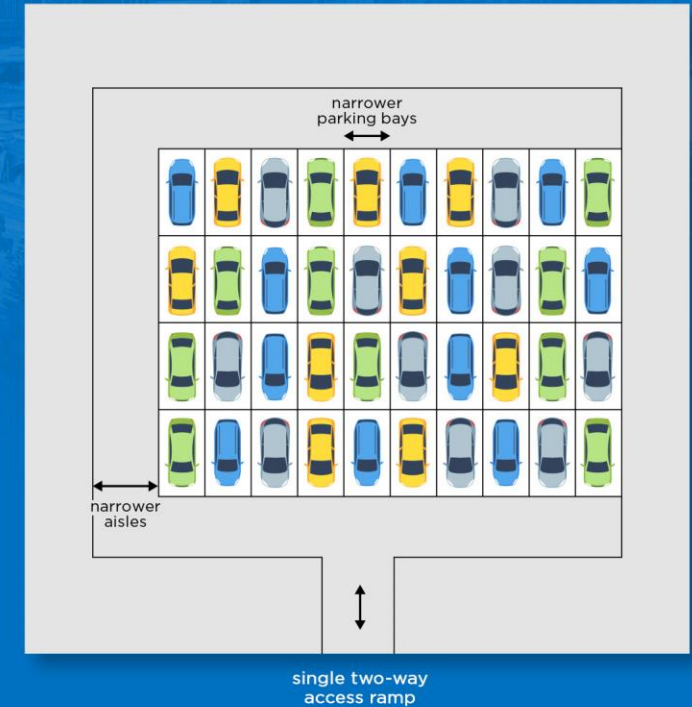 narrower
parking bays
narrower
aisles
single two-way
access ramp